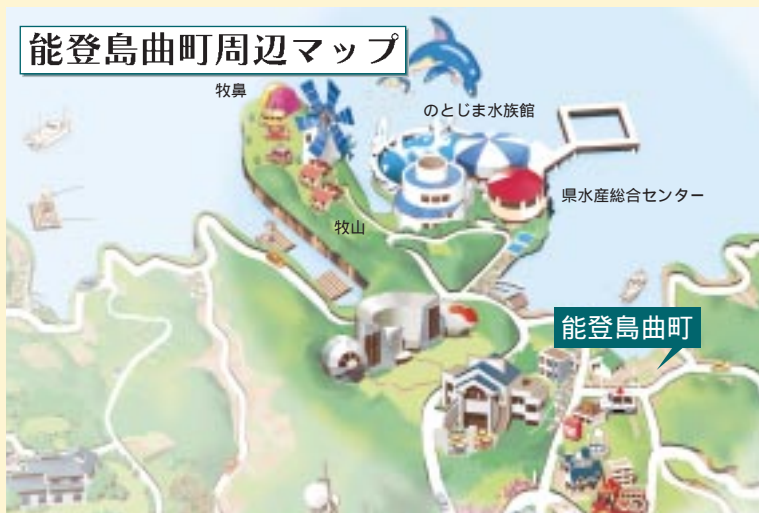 能登島曲町周辺マップ
牧鼻
のとじま水族館
県水産総合センター
牧山
能登島曲町